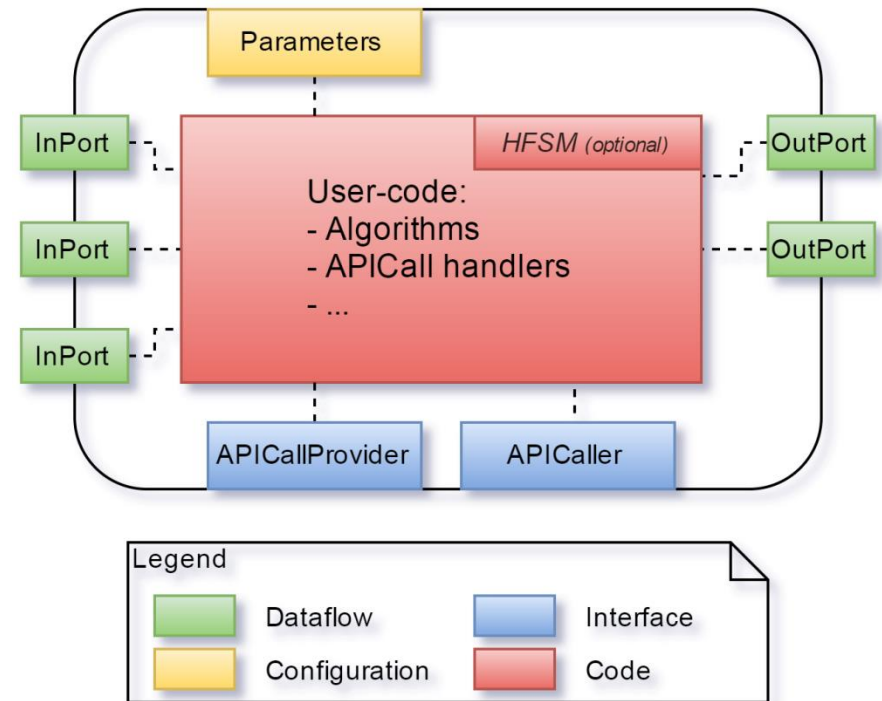 Parameters
InPort
HFSM (optional)
OutPort
User-code:
- Algorithms
- APICall handlers
- ...
InPort
OutPort
InPort
APICallProvider
APICaller
Legend
Dataflow
Interface
Configuration
Code